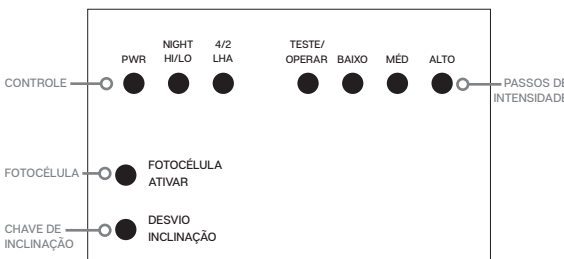 NIGHT 4/2 TESTE/
PWR HI/LO LHA OPERAR BAIXO MÉD ALTO
CONTROLE
PASSOS DE
INTENSIDADE
FOTOCÉLULA
FOTOCÉLULA
ATIVAR
CHAVE DE
INCLINAÇÃO
DESVIO
INCLINAÇÃO